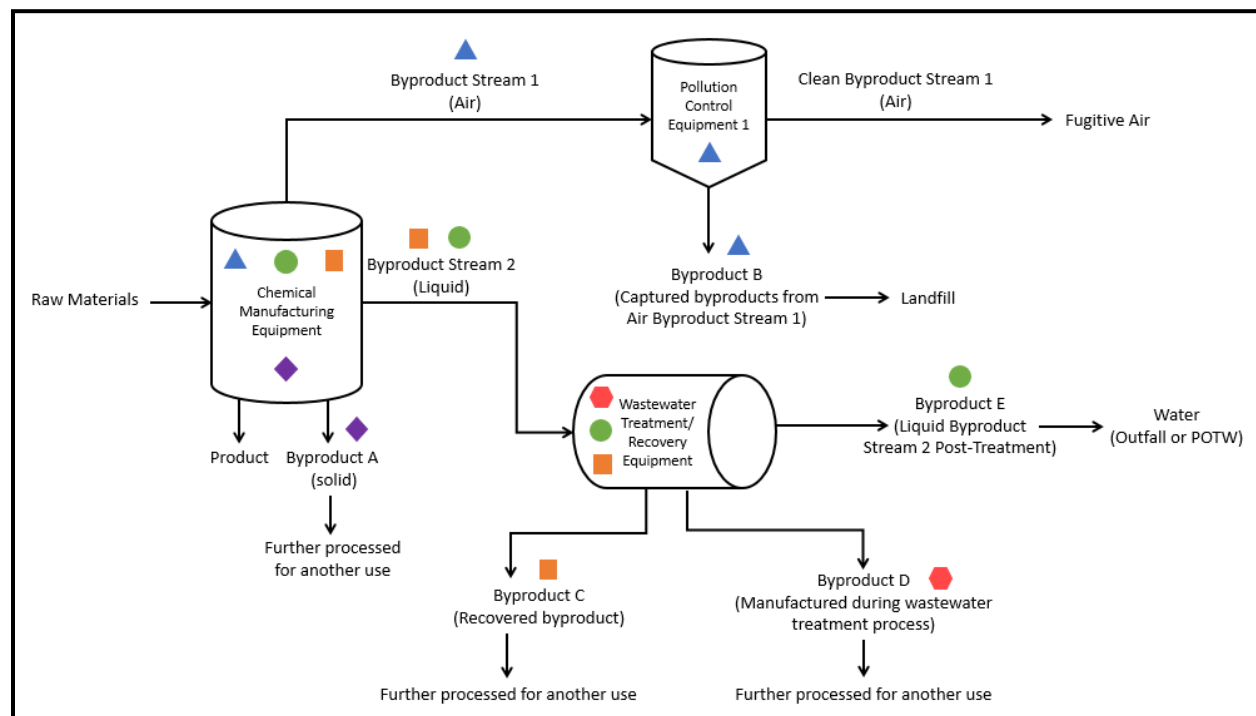 Byproduct Stream 1
(Air)
Pollution
Control
Equipment 1
Clean Byproduct Stream 1
(Air)
Fugitive Air
Raw Materials
Chemical
Manufacturing
Equipment
Byproduct Stream 2
(Liquid)
Byproduct B
(Captured byproducts from
Air Byproduct Stream 1)
Landfill
Product
Byproduct A
(solid)
Further processed
for another use
Wastewater
Treatment/
Recovery
Equipment
Byproduct E
(Liquid Byproduct
Stream 2 Post-Treatment)
Water
(Outfall or POTW)
Byproduct C
(Recovered byproduct)
Further processed for another use
Byproduct D
(Manufactured during wastewater
treatment process)
Further processed for another use